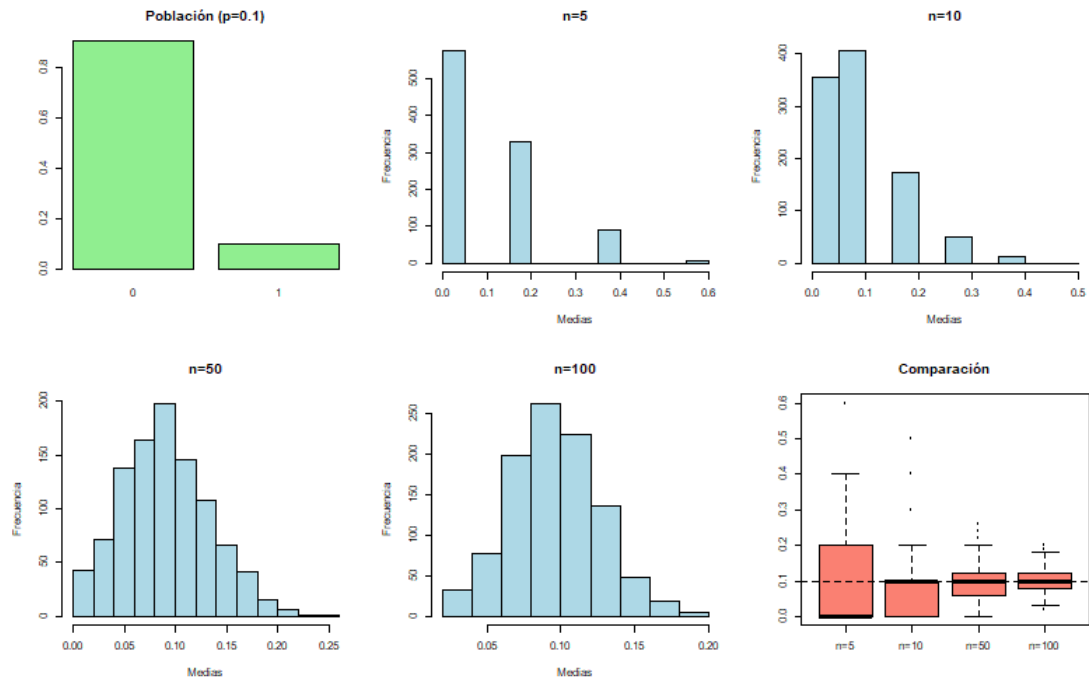 Población (p=0.1)
0.0
0.2
0.4
0.6
0.8
0
1
n=5
Frecuencia
0
100
200
300
500
0.0 0.1 0.2 0.3 0.4 0.5 0.6
Medias
n=10
Frecuencia
0
100
200
300
400
0.0 0.1 0.2 0.3 0.4 0.5
Medias
n=50
Frecuencia
0
50
100
150
200
0.00 0.05 0.10 0.15 0.20 0.25
Medias
n=100
Frecuencia
0
50
100
150
200
250
0.05 0.10 0.15 0.20
Medias
Comparación
0.0
0.1
0.2
0.3
0.4
0.5
0.6
n=5 n=10 n=50 n=100